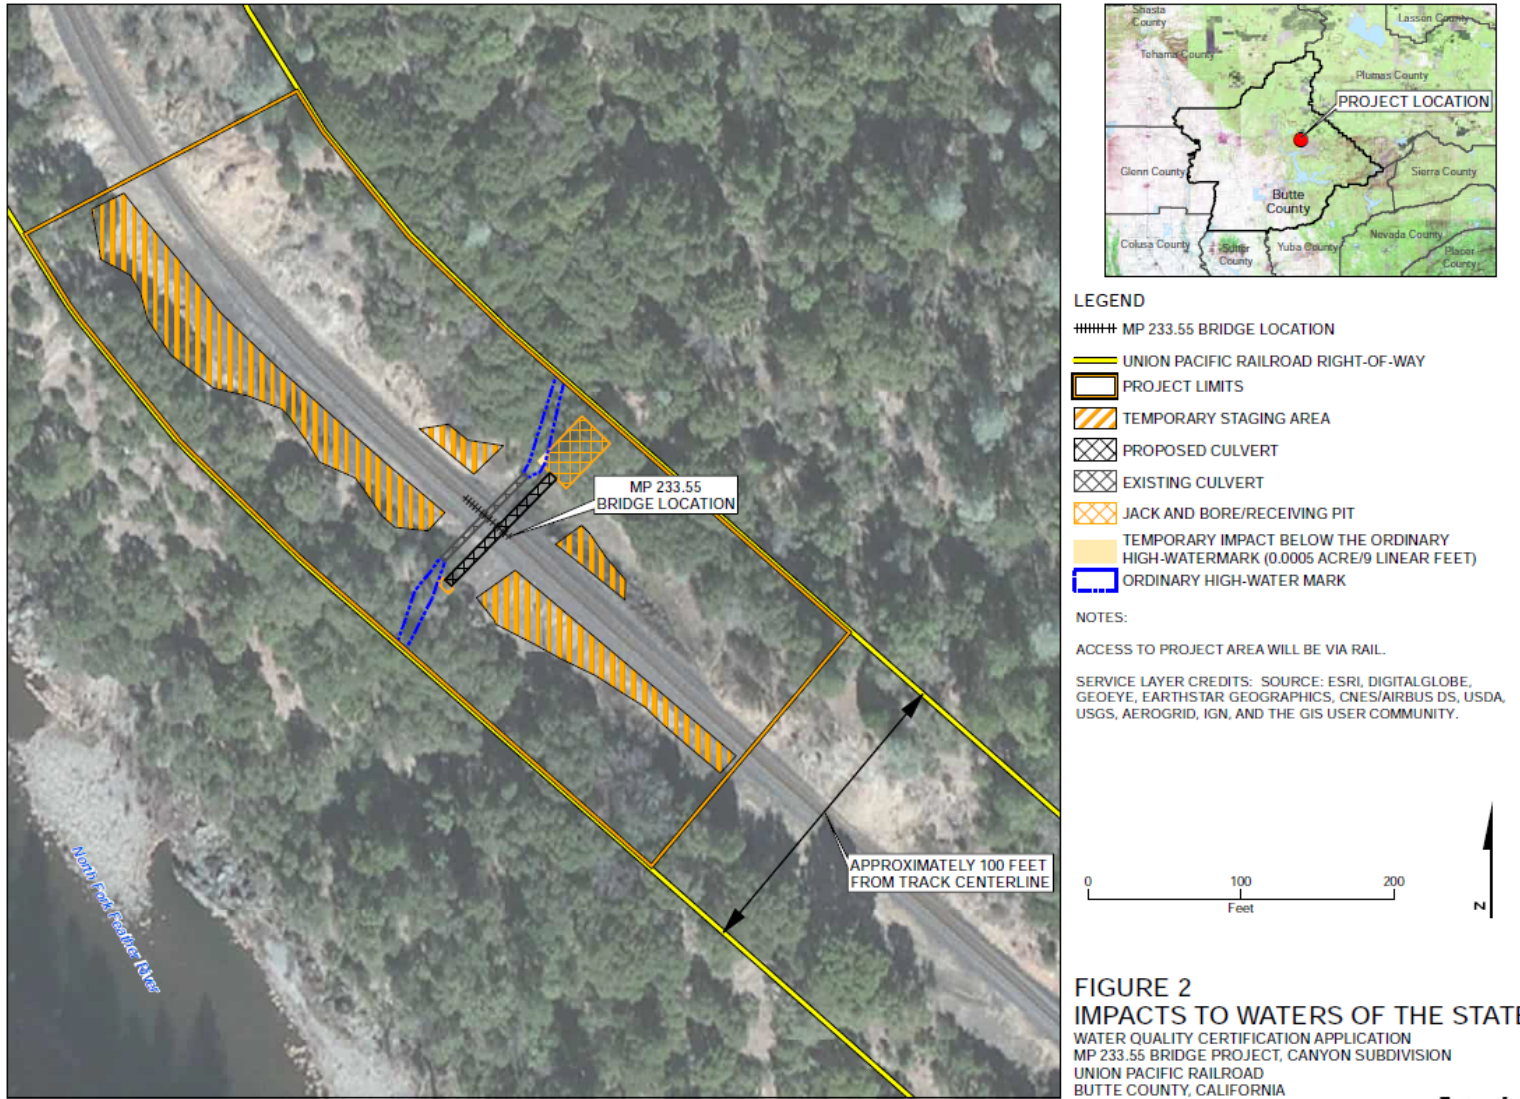 Shasta
County
Lassen County
Tehama County
Plumas County
PROJECT LOCATION
Glenn County
Sierra County
Butte
County
Colusa County
Sutter
County
Yuba County
Nevada County
Placer
County
LEGEND
MP 233.55 BRIDGE LOCATION
UNION PACIFIC RAILROAD RIGHT-OF-WAY
PROJECT LIMITS
TEMPORARY STAGING AREA
PROPOSED CULVERT
EXISTING CULVERT
JACK AND BORE/RECEIVING PIT
TEMPORARY IMPACT BELOW THE ORDINARY
HIGH-WATERMARK (0.0005 ACRE/9 LINEAR FEET)
ORDINARY HIGH-WATER MARK
NOTES:
ACCESS TO PROJECT AREA WILL BE VIA RAIL.
SERVICE LAYER CREDITS: SOURCE: ESRI, DIGITALGLOBE,
GEOEYE, EARTHSTAR GEOGRAPHICS, CNES/AIRBUS DS, USDA,
USGS, AEROGRID, IGN, AND THE GIS USER COMMUNITY.
MP 233.55
BRIDGE LOCATION
APPROXIMATELY 100 FEET
FROM TRACK CENTERLINE
North Fork Feather River
0 100 200
Feet
N
FIGURE 2
IMPACTS TO WATERS OF THE STATE
WATER QUALITY CERTIFICATION APPLICATION
MP 233.55 BRIDGE PROJECT, CANYON SUBDIVISION
UNION PACIFIC RAILROAD
BUTTE COUNTY, CALIFORNIA